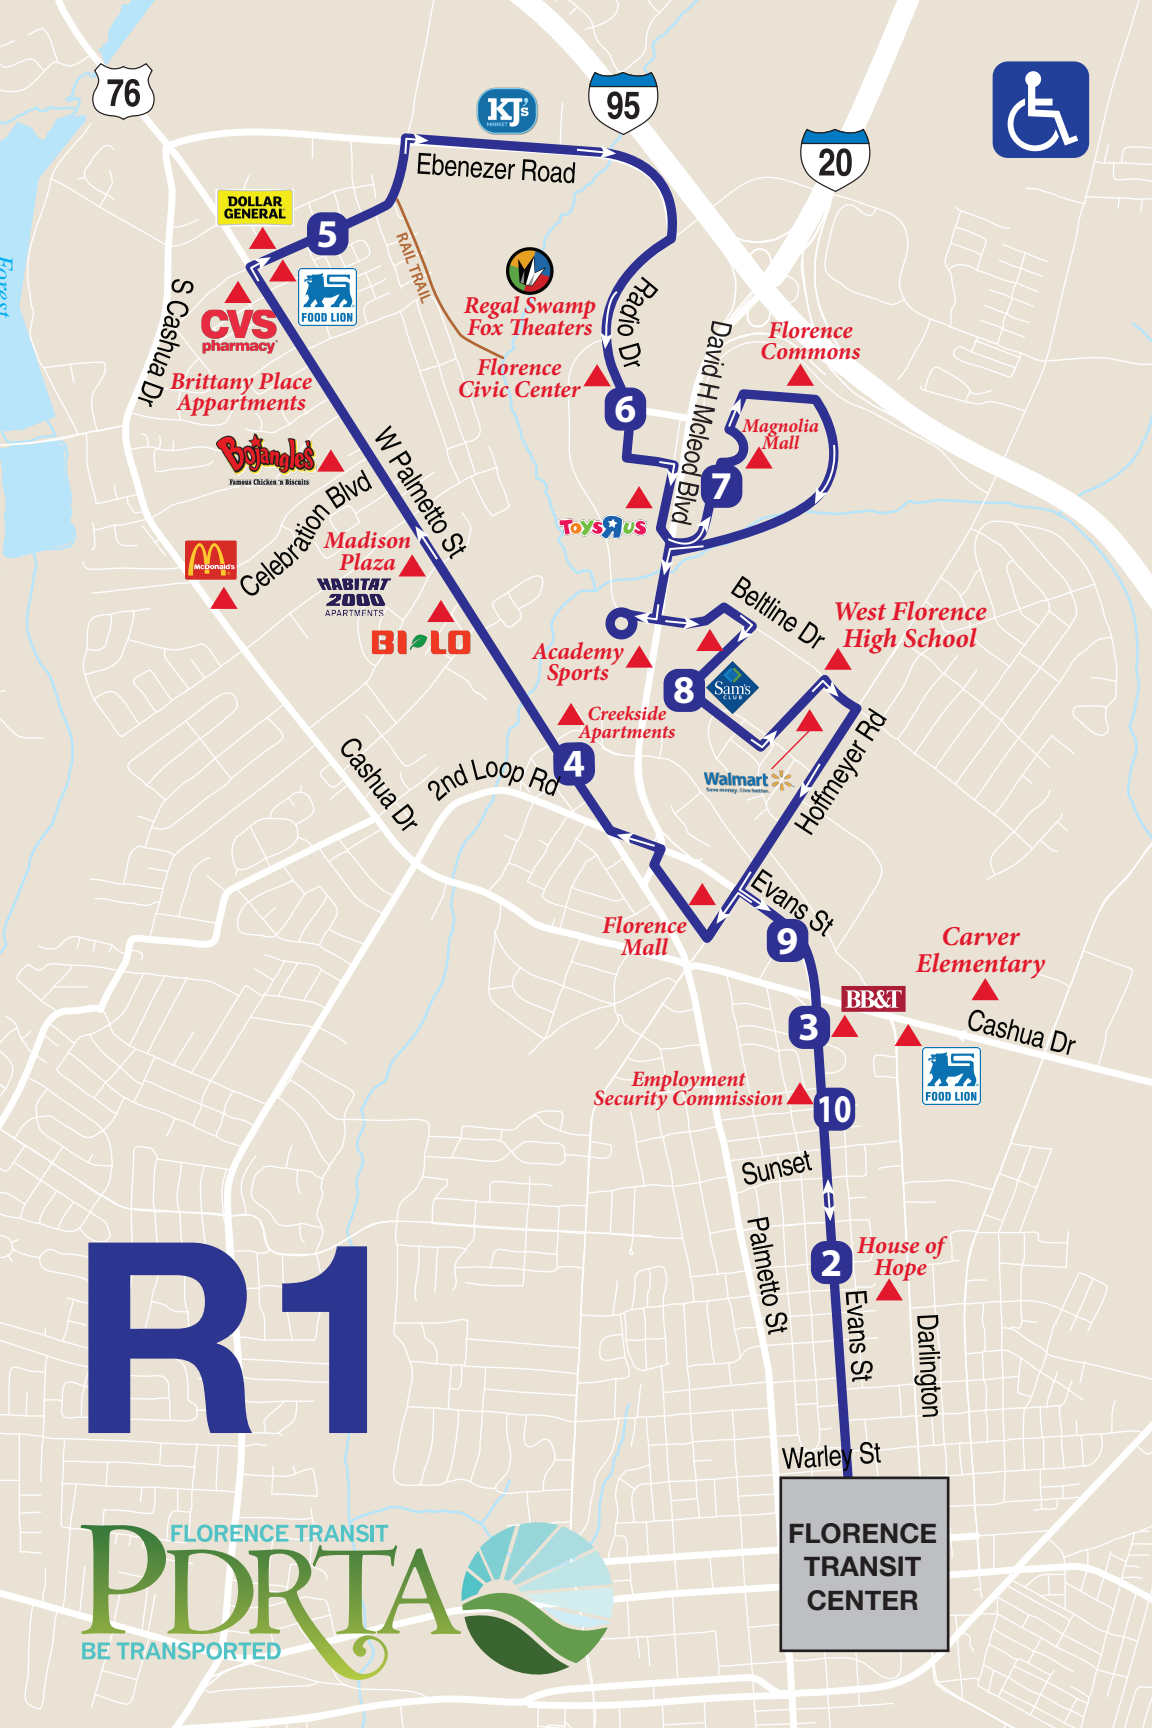 76
95
20
KJ's
MARKET
Ebenezer Road
DOLLAR
GENERAL
5
RAIL TRAIL
FOOD LION
CVS
pharmacy
S Cashua Dr
Forest
Regal Swamp
Fox Theaters
Radio Dr
Florence
Civic Center
David H Mcleod Blvd
Florence
Commons
Brittany Place
Appartments
6
Magnolia
Mall
7
Bojangles'
Famous Chicken 'n Biscuits
W Palmetto St
Celebration Blvd
ToysRUs
McDonald's
Madison
Plaza
HABITAT
2000
APARTMENTS
BI-LO
Beltline Dr
West Florence
High School
Academy
Sports
8
Sam's
CLUB
Creekside
Apartments
4
Walmart
Save money. Live better.
Hoffmeyer Rd
Cashua Dr
2nd Loop Rd
Evans St
Florence
Mall
9
Carver
Elementary
BB&T
3
Cashua Dr
FOOD LION
Employment
Security Commission
10
Sunset
Palmetto St
2
House of
Hope
Evans St
Darlington
R1
Warley St
FLORENCE
TRANSIT
CENTER
FLORENCE TRANSIT
PDRTA
BE TRANSPORTED